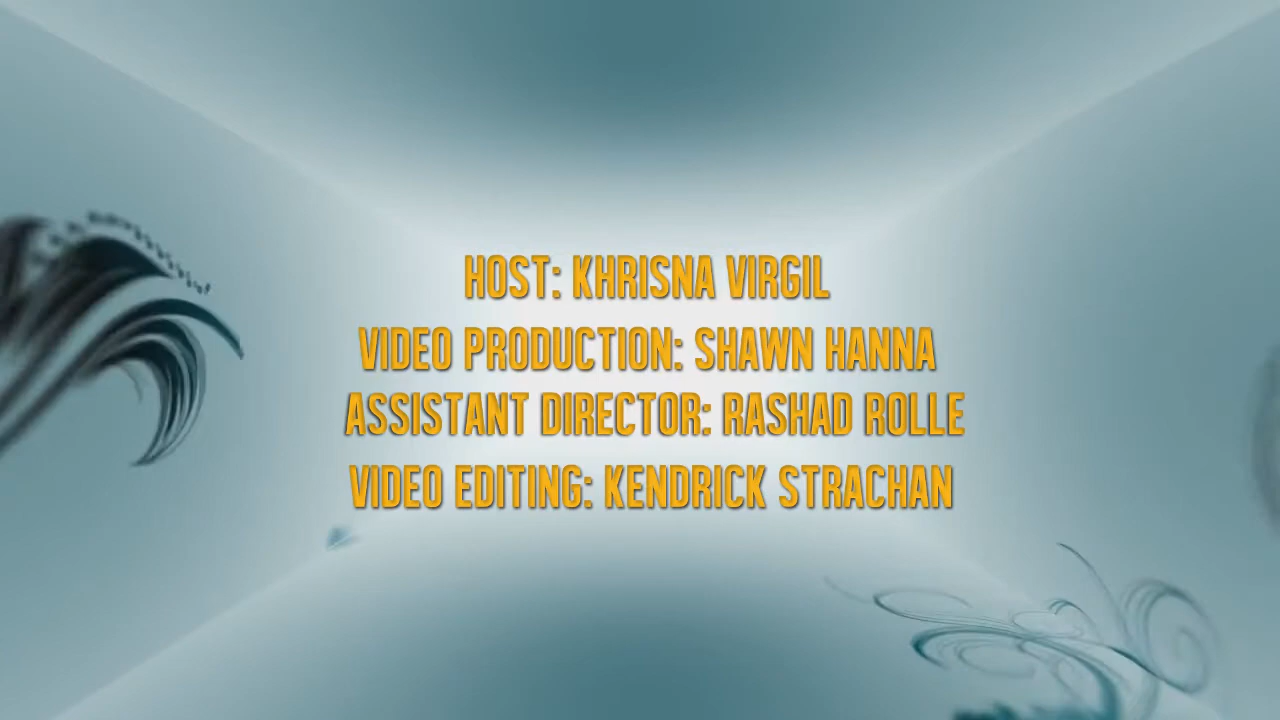 HOST: KHRISNA VIRGIL
VIDEO PRODUCTION: SHAWN HANNA
ASSISTANT DIRECTOR: RASHAD ROLLE
VIDEO EDITING: KENDRICK STRACHAN